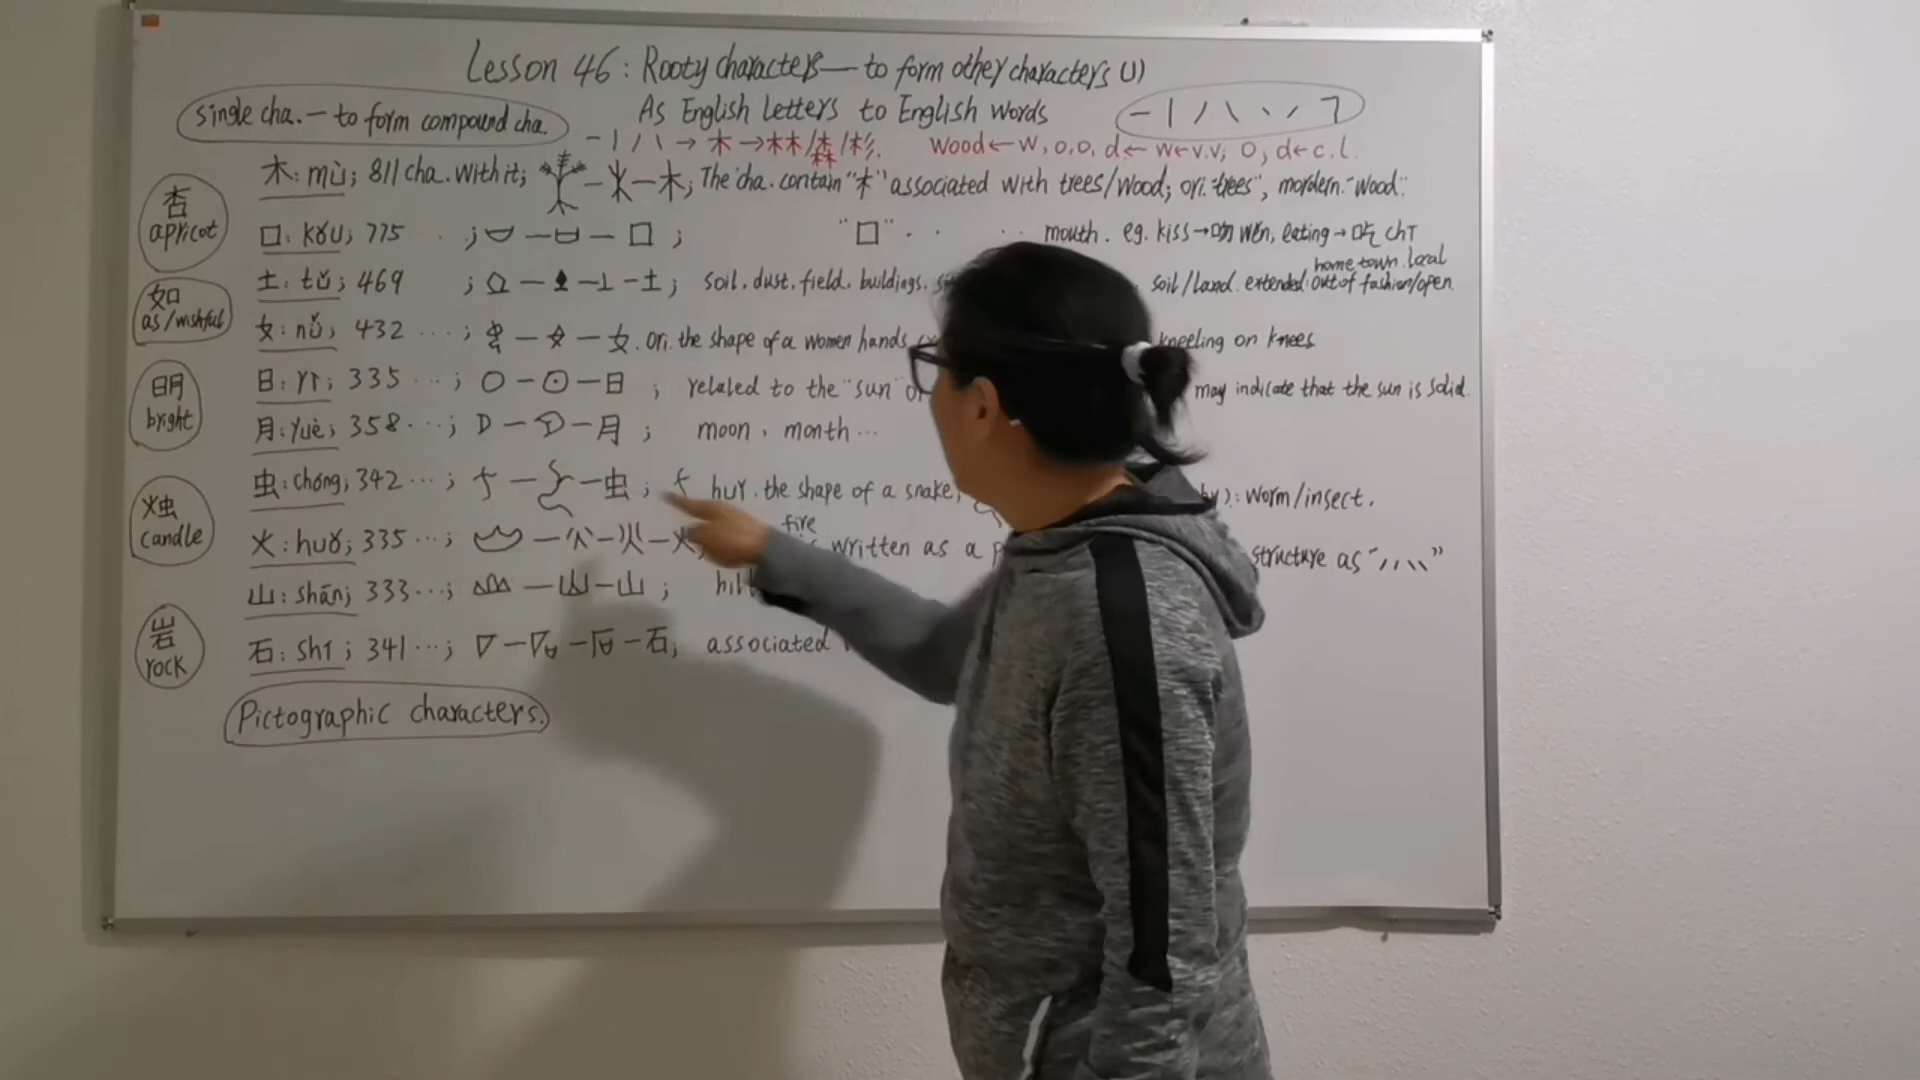 Lesson 46 : Rooty characters — to form other characters (1)
single cha. — to form compound cha.
As English Letters to English words
一丨丿㇏丶㇀𠃍
一丨丿㇏→木→林/森/杉.
wood←w,o,o,d←w←v.v; o, d←c.l.
木: mù; 811 cha. with it; 木; The cha. contain "木" associated with trees/wood; ori. "trees", mordern. "wood".
杏 apricot
口: kǒu; 775 ; 口 ; "口" mouth. eg. kiss→吻 wěn, eating→吃 chī
home town. local
土: tǔ; 469 ; 土; soil. dust. field. buildings. soil/land. extended: out of fashion/open
如 as/wishful
女: nǚ; 432 ···; 女. Ori. the shape of a women hands kneeling on knees
日: rì; 335 ···; 日 ; related to the "sun" may indicate that the sun is solid.
明 bright
月: yuè; 358 ···; 月 ; moon, month ···
虫: chóng; 342 ···; 虫; huǐ. the shape of a snake, : worm/insect.
烛 candle
fire
火: huǒ; 335 ···; written as a structure as "丿丿㇏㇏"
山: shān; 333 ···; 山 ;
岩 rock
石: shí; 341 ···; 石; associated
Pictographic characters.